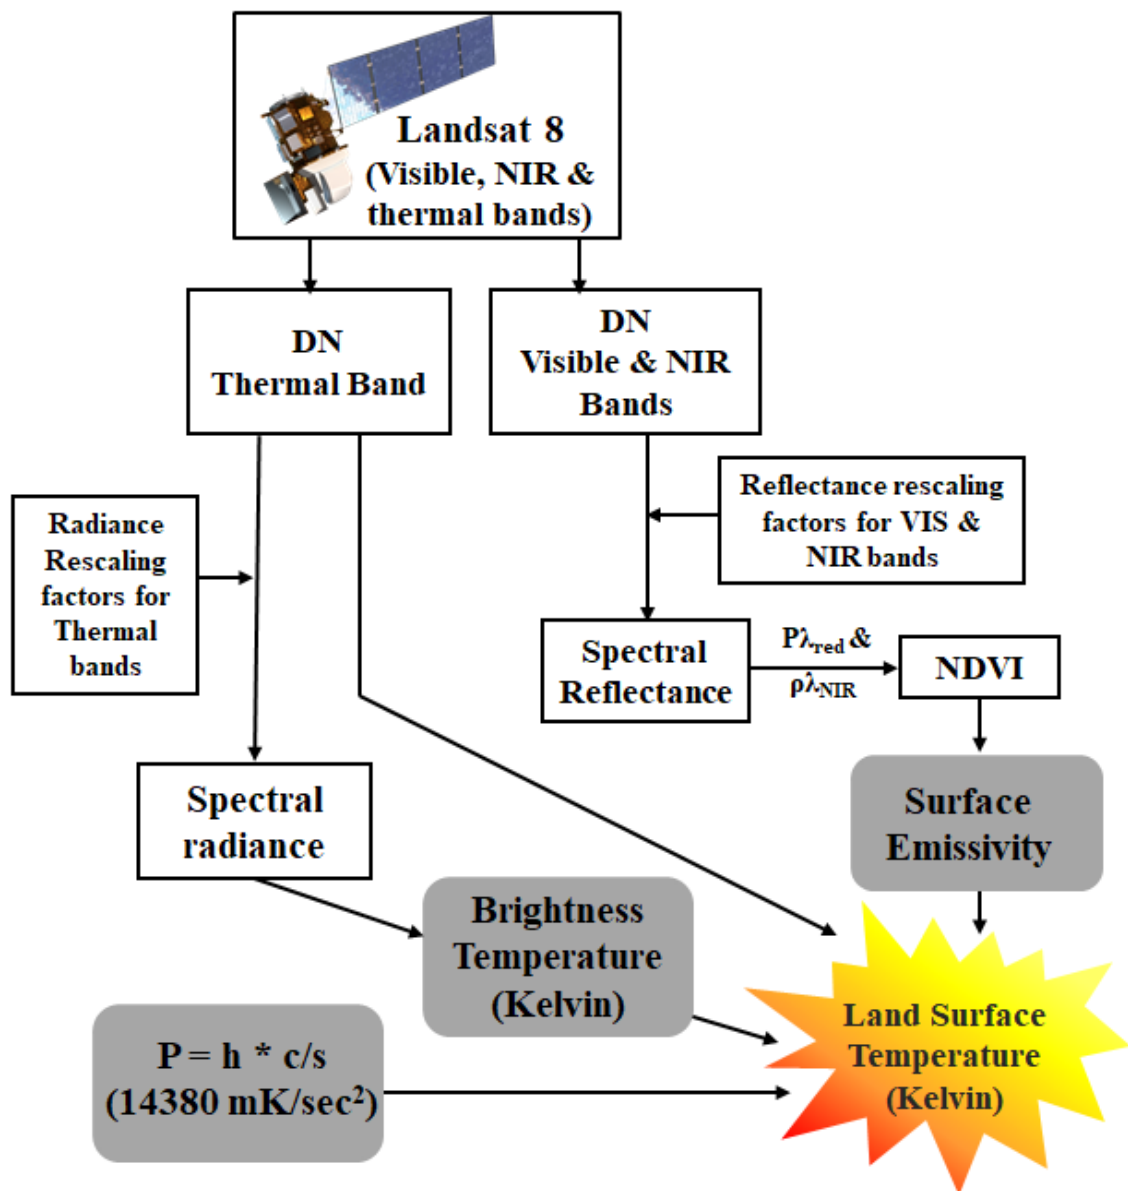 Landsat 8
(Visible, NIR &
thermal bands)
DN
Thermal Band
DN
Visible & NIR
Bands
Reflectance rescaling
factors for VIS &
NIR bands
Radiance
Rescaling
factors for
Thermal
bands
Spectral
Reflectance
Pλred &
ρλNIR
NDVI
Spectral
radiance
Surface
Emissivity
Brightness
Temperature
(Kelvin)
P = h * c/s
(14380 mK/sec²)
Land Surface
Temperature
(Kelvin)